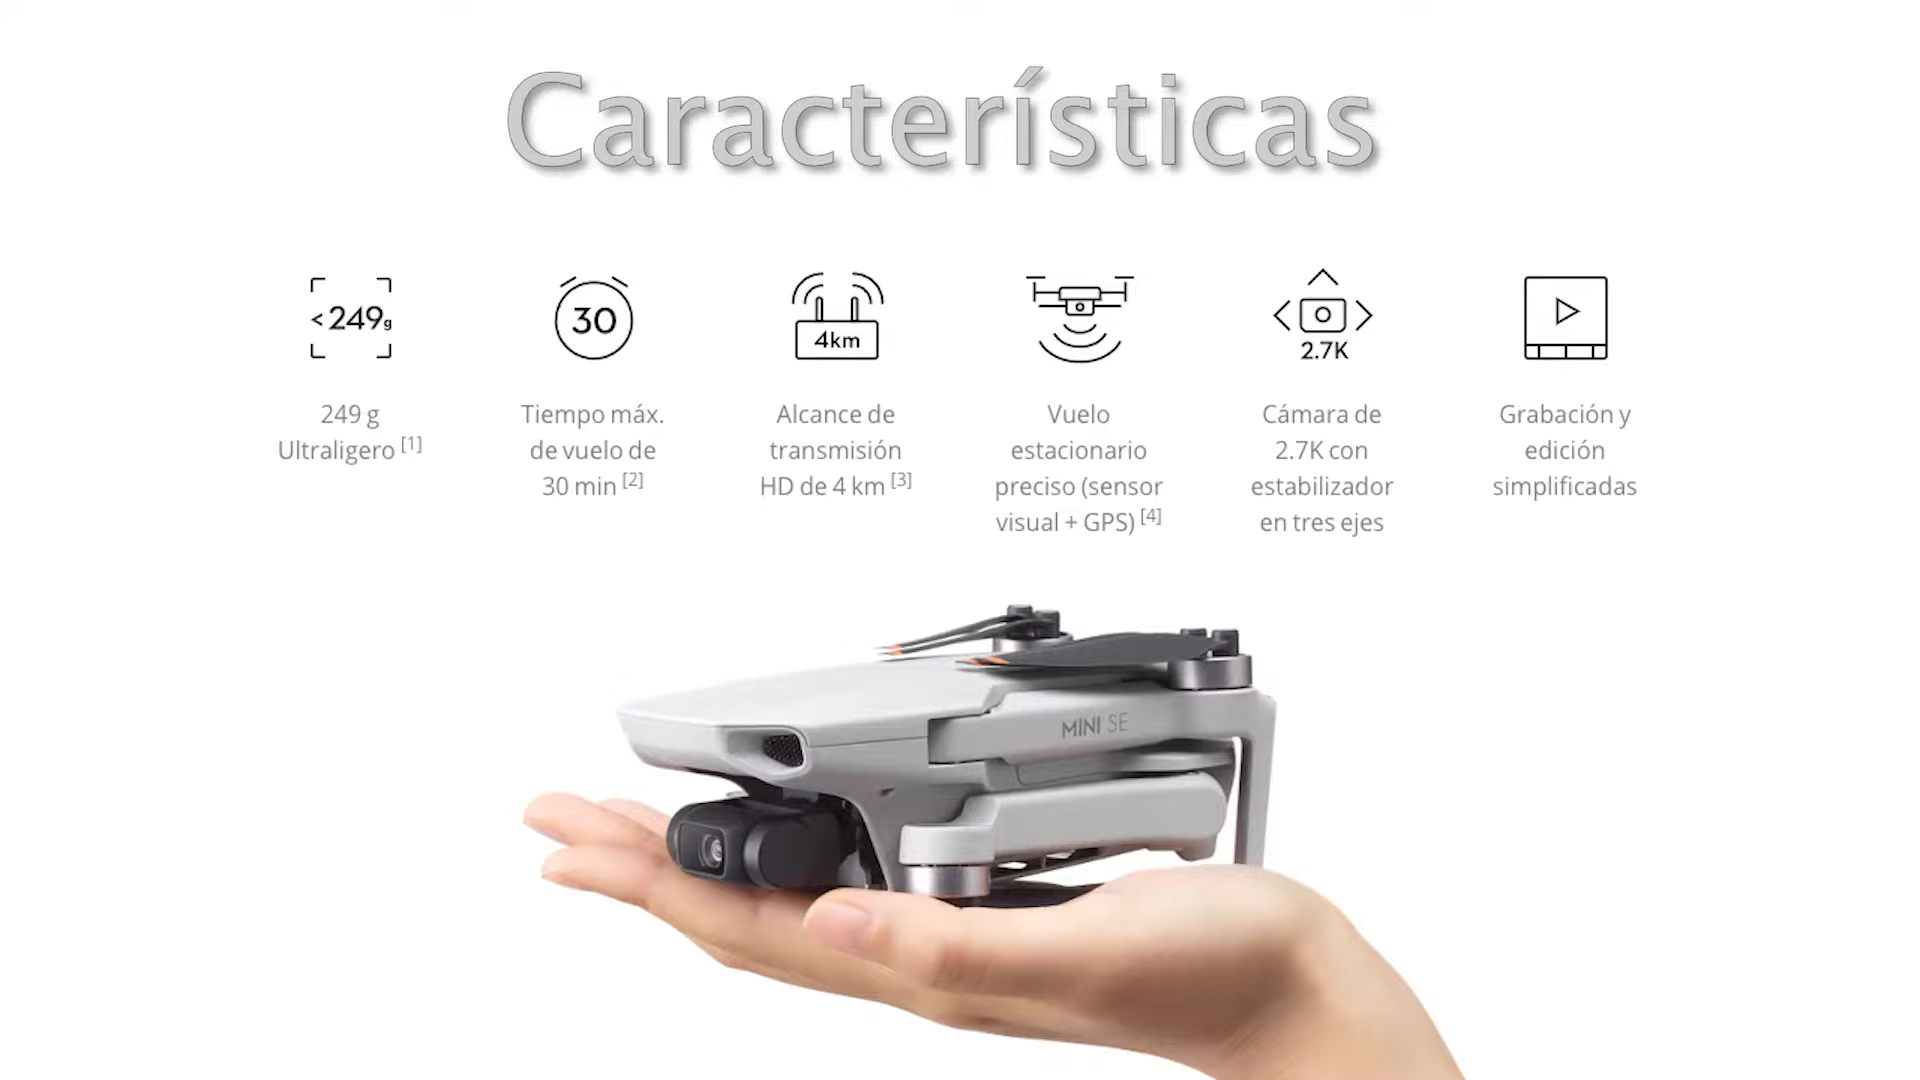 Características
<249g
30
4km
2.7K
249 g
Ultraligero [1]
Tiempo máx.
de vuelo de
30 min [2]
Alcance de
transmisión
HD de 4 km [3]
Vuelo
estacionario
preciso (sensor
visual + GPS) [4]
Cámara de
2.7K con
estabilizador
en tres ejes
Grabación y
edición
simplificadas
MINI SE